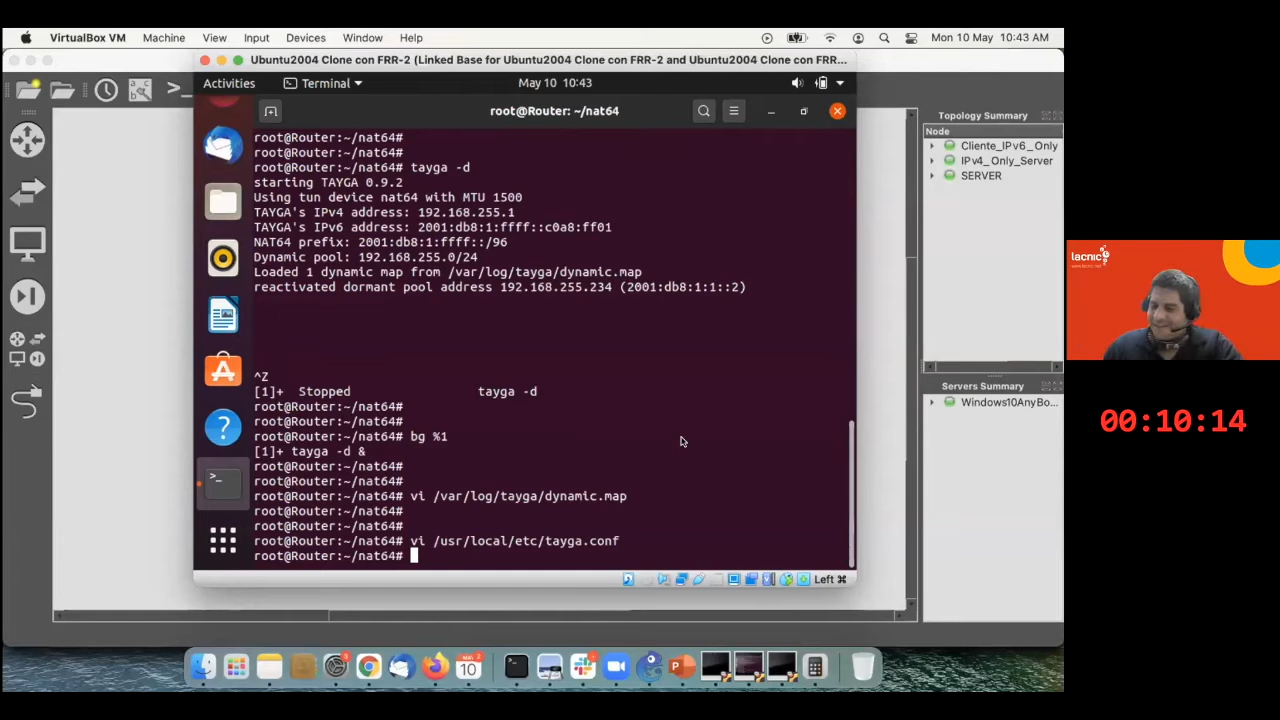 VirtualBox VM Machine View Input Devices Window Help Mon 10 May 10:43 AM
Ubuntu2004 Clone con FRR-2 (Linked Base for Ubuntu2004 Clone con FRR-2 and Ubuntu2004 Clone con FRR...
Activities Terminal May 10 10:43
root@Router: ~/nat64
root@Router:~/nat64#
root@Router:~/nat64#
root@Router:~/nat64# tayga -d
starting TAYGA 0.9.2
Using tun device nat64 with MTU 1500
TAYGA's IPv4 address: 192.168.255.1
TAYGA's IPv6 address: 2001:db8:1:ffff::c0a8:ff01
NAT64 prefix: 2001:db8:1:ffff::/96
Dynamic pool: 192.168.255.0/24
Loaded 1 dynamic map from /var/log/tayga/dynamic.map
reactivated dormant pool address 192.168.255.234 (2001:db8:1:1::2)
^Z
[1]+ Stopped tayga -d
root@Router:~/nat64#
root@Router:~/nat64#
root@Router:~/nat64# bg %1
[1]+ tayga -d &
root@Router:~/nat64#
root@Router:~/nat64#
root@Router:~/nat64# vi /var/log/tayga/dynamic.map
root@Router:~/nat64#
root@Router:~/nat64#
root@Router:~/nat64# vi /usr/local/etc/tayga.conf
root@Router:~/nat64#
Left ⌘
Topology Summary
Node
Cliente_IPv6_Only
IPv4_Only_Server
SERVER
Servers Summary
Windows10AnyBo...
lacnic
www.lacnic.net
00:10:14
MAY
10